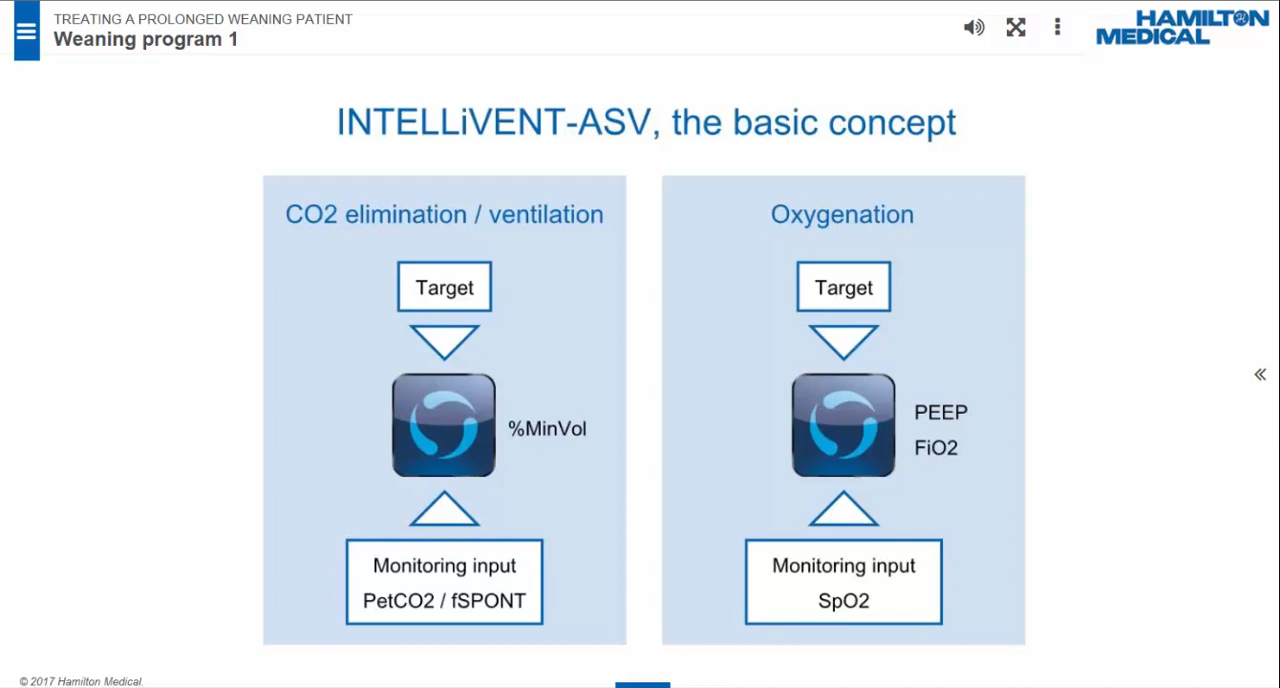 TREATING A PROLONGED WEANING PATIENT
Weaning program 1
HAMILTON
MEDICAL
INTELLiVENT-ASV, the basic concept
CO2 elimination / ventilation
Target
%MinVol
Monitoring input
PetCO2 / fSPONT
Oxygenation
Target
PEEP
FiO2
Monitoring input
SpO2
© 2017 Hamilton Medical.